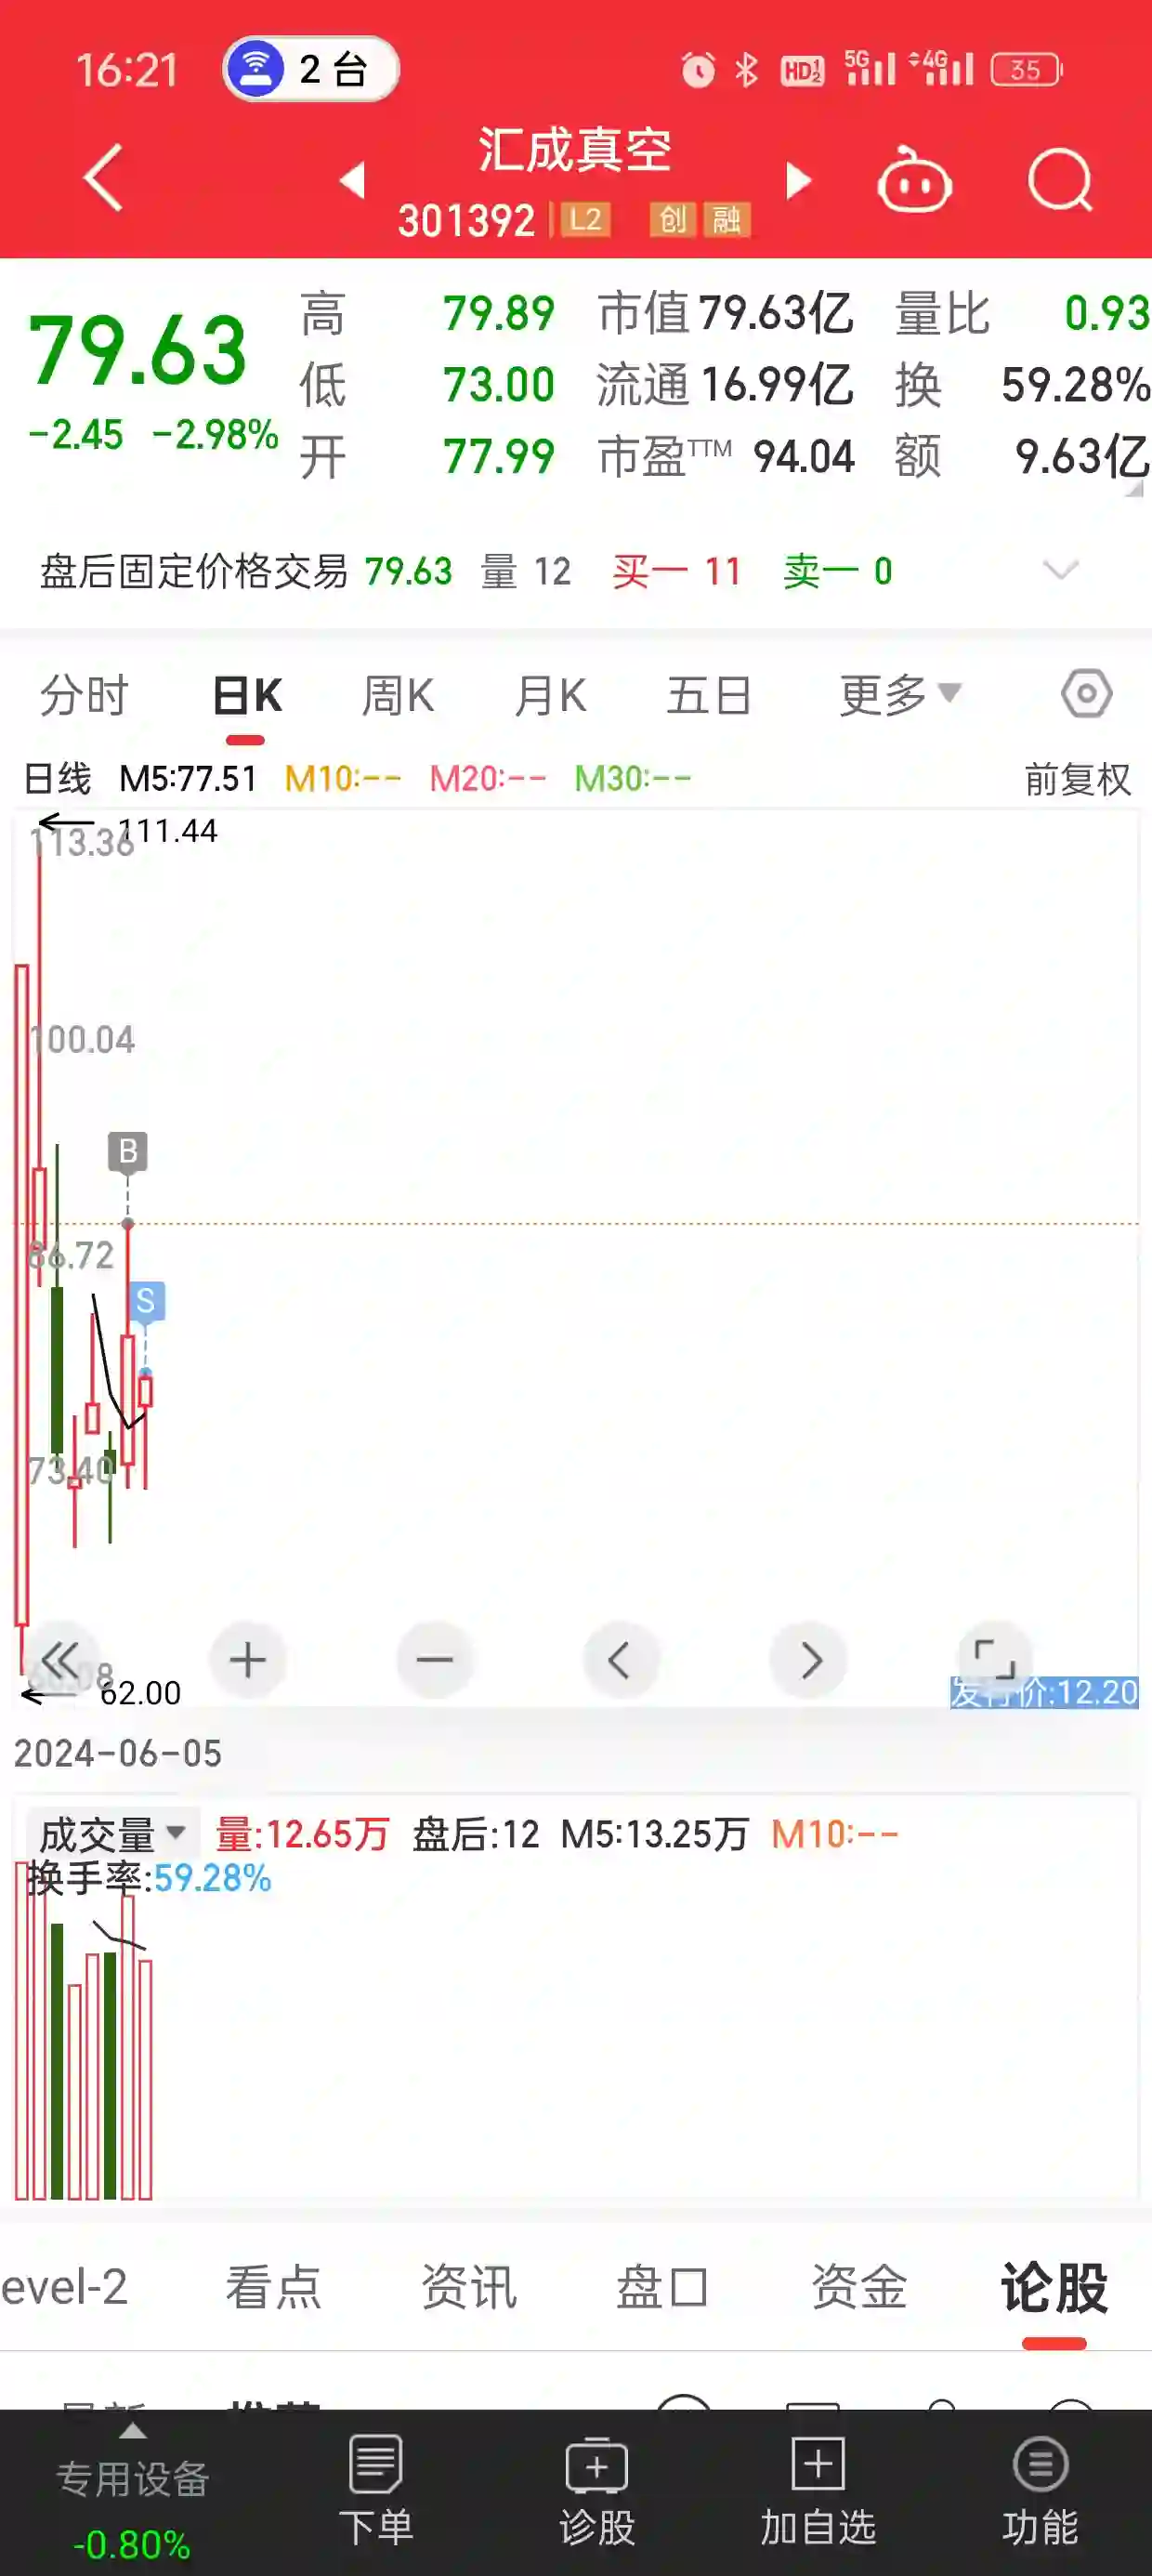 16:21 2 台 HD1 2 5G 4G 35
汇成真空
301392 L2 创 融
79.63 高 79.89 市值 79.63亿 量比 0.93
低 73.00 流通 16.99亿 换 59.28%
-2.45 -2.98% 开 77.99 市盈TTM 94.04 额 9.63亿
盘后固定价格交易 79.63 量 12 买一 11 卖一 0
分时 日K 周K 月K 五日 更多
日线 M5:77.51 M10:-- M20:-- M30:-- 前复权
111.44
113.36
100.04
B
86.72
S
73.40
62.00 发行价:12.20
2024-06-05
成交量 量:12.65万 盘后:12 M5:13.25万 M10:--
换手率:59.28%
evel-2 看点 资讯 盘口 资金 论股
专用设备 下单 诊股 加自选 功能
-0.80%